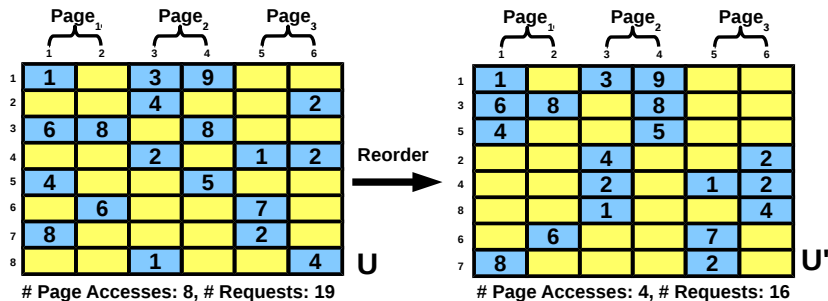 Page₁₀ Page₂ Page₃
1 2 3 4 5 6
1 1 3 9
2 4 2
3 6 8 8
4 2 1 2
5 4 5
6 6 7
7 8 2
8 1 4
U
# Page Accesses: 8, # Requests: 19
Reorder
Page₁₀ Page₂ Page₃
1 2 3 4 5 6
1 1 3 9
3 6 8 8
5 4 5
2 4 2
4 2 1 2
8 1 4
6 6 7
7 8 2
U'
# Page Accesses: 4, # Requests: 16